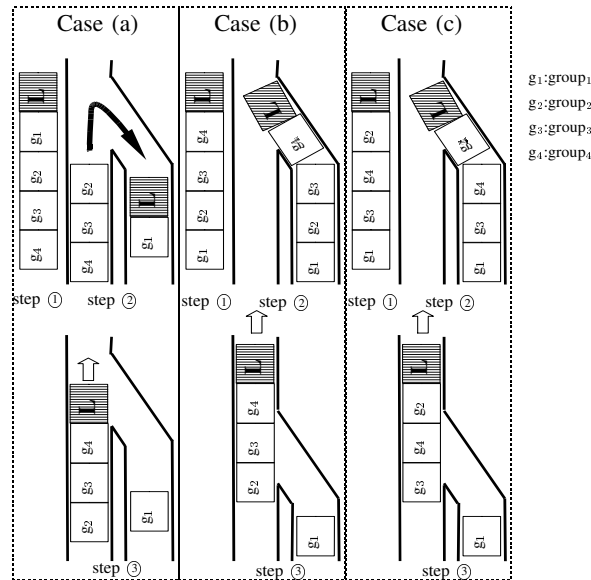 Case (a)
Case (b)
Case (c)
g1:group1
g2:group2
g3:group3
g4:group4
L
g1
g2
g3
g4
g2
g3
g4
L
g1
step ①
step ②
L
g4
g3
g2
g1
L
g3
g2
g1
step ①
step ②
L
g2
g4
g3
g1
L
g4
g3
g1
step ①
step ②
L
g4
g3
g2
g1
step ③
L
g4
g3
g2
g1
step ③
L
g2
g4
g3
g1
step ③